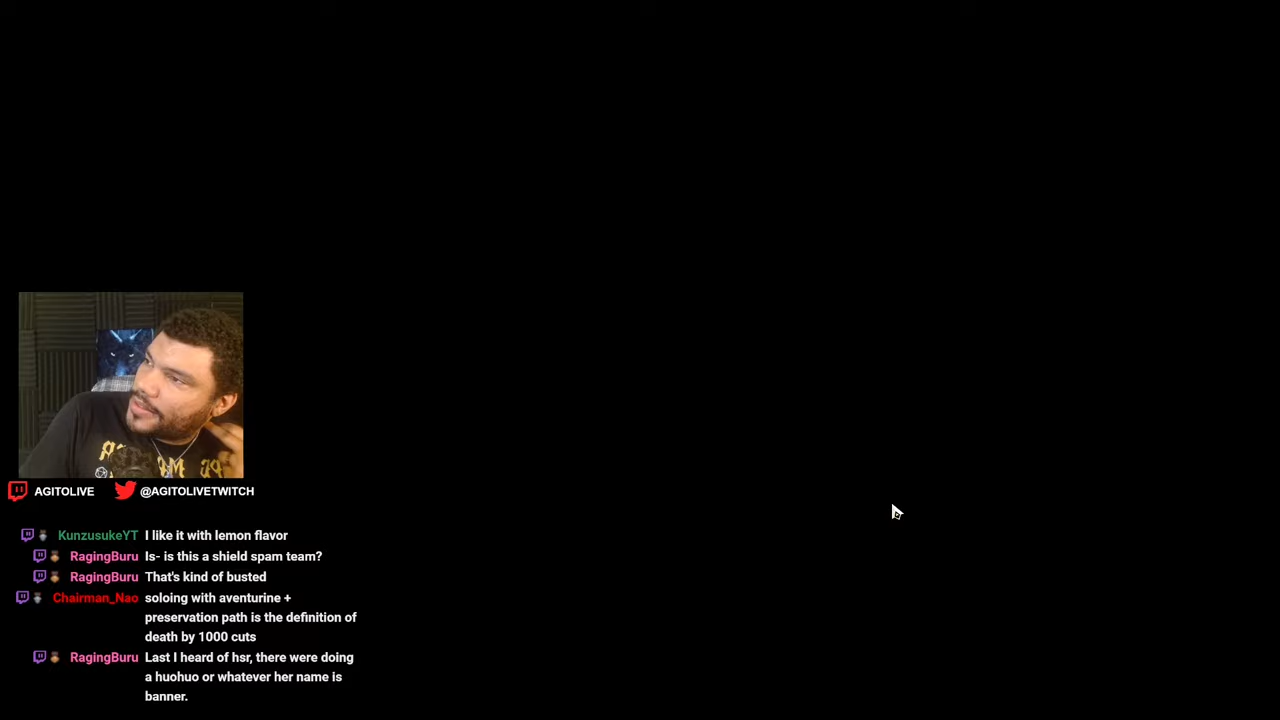 AGITOLIVE @AGITOLIVETWITCH
KunzusukeYT I like it with lemon flavor
RagingBuru Is- is this a shield spam team?
RagingBuru That's kind of busted
Chairman_Nao soloing with aventurine +
preservation path is the definition of
death by 1000 cuts
RagingBuru Last I heard of hsr, there were doing
a huohuo or whatever her name is
banner.